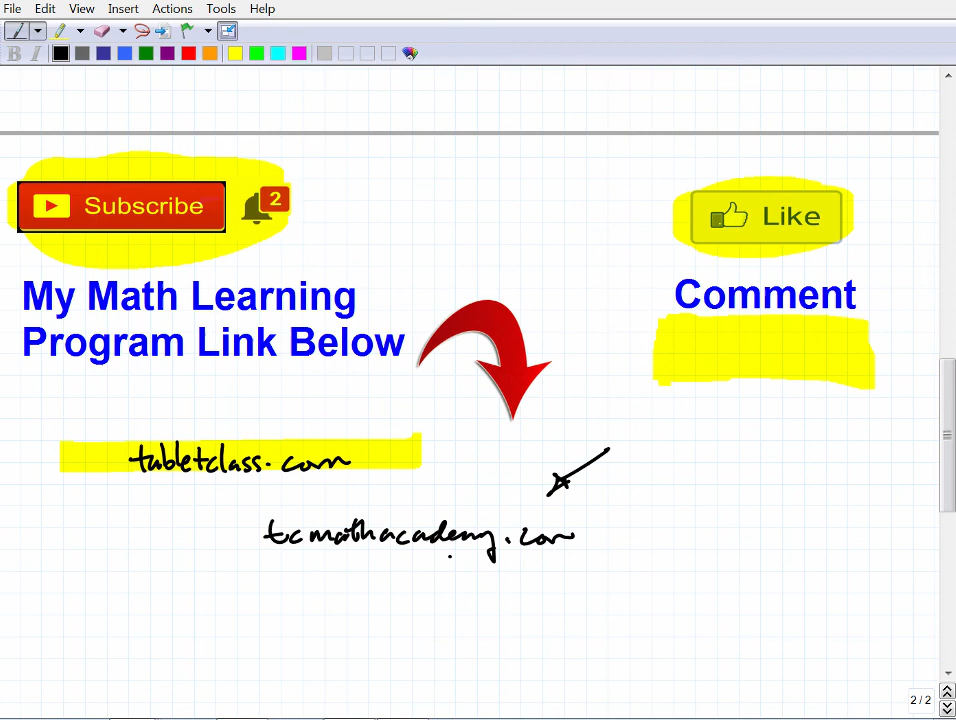 File Edit View Insert Actions Tools Help
B I
Subscribe 2
Like
My Math Learning
Program Link Below
Comment
tabletclass.com
tcmathacademy.com
2 / 2